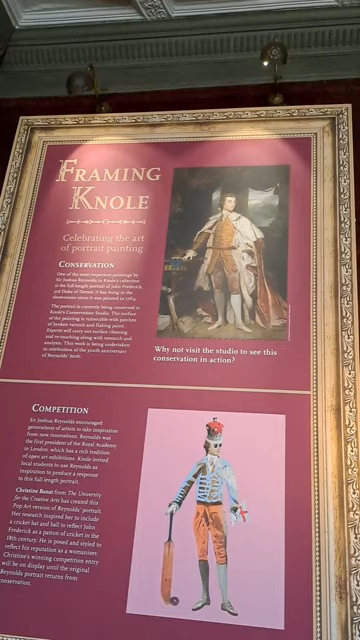 FRAMING
KNOLE
Celebrating the art
of portrait painting
CONSERVATION
One of the most important paintings by
Sir Joshua Reynolds in Knole's collection
is the full-length portrait of John Frederick,
3rd Duke of Dorset. It has hung in the
showrooms since it was painted in 1769.
The portrait is currently being conserved in
Knole's Conservation Studio. The surface
of the painting is vulnerable with patches
of broken varnish and flaking paint.
Experts will carry out surface cleaning
and re-touching along with research and
analysis. This work is being undertaken
in celebration of the 300th anniversary
of Reynolds' birth.
Why not visit the studio to see this
conservation in action?
COMPETITION
Sir Joshua Reynolds encouraged
generations of artists to take inspiration
from new innovations. Reynolds was
the first president of the Royal Academy
in London, which has a rich tradition
of open art exhibitions. Knole invited
local students to use Reynolds as
inspiration to produce a response
to this full-length portrait.
Christine Banat from The University
for the Creative Arts has created this
Pop Art version of Reynolds' portrait.
Her research inspired her to include
a cricket bat and ball to reflect John
Frederick as a patron of cricket in the
18th century. He is posed and styled to
reflect his reputation as a womaniser.
Christine's winning competition entry
will be on display until the original
Reynolds portrait returns from
conservation.